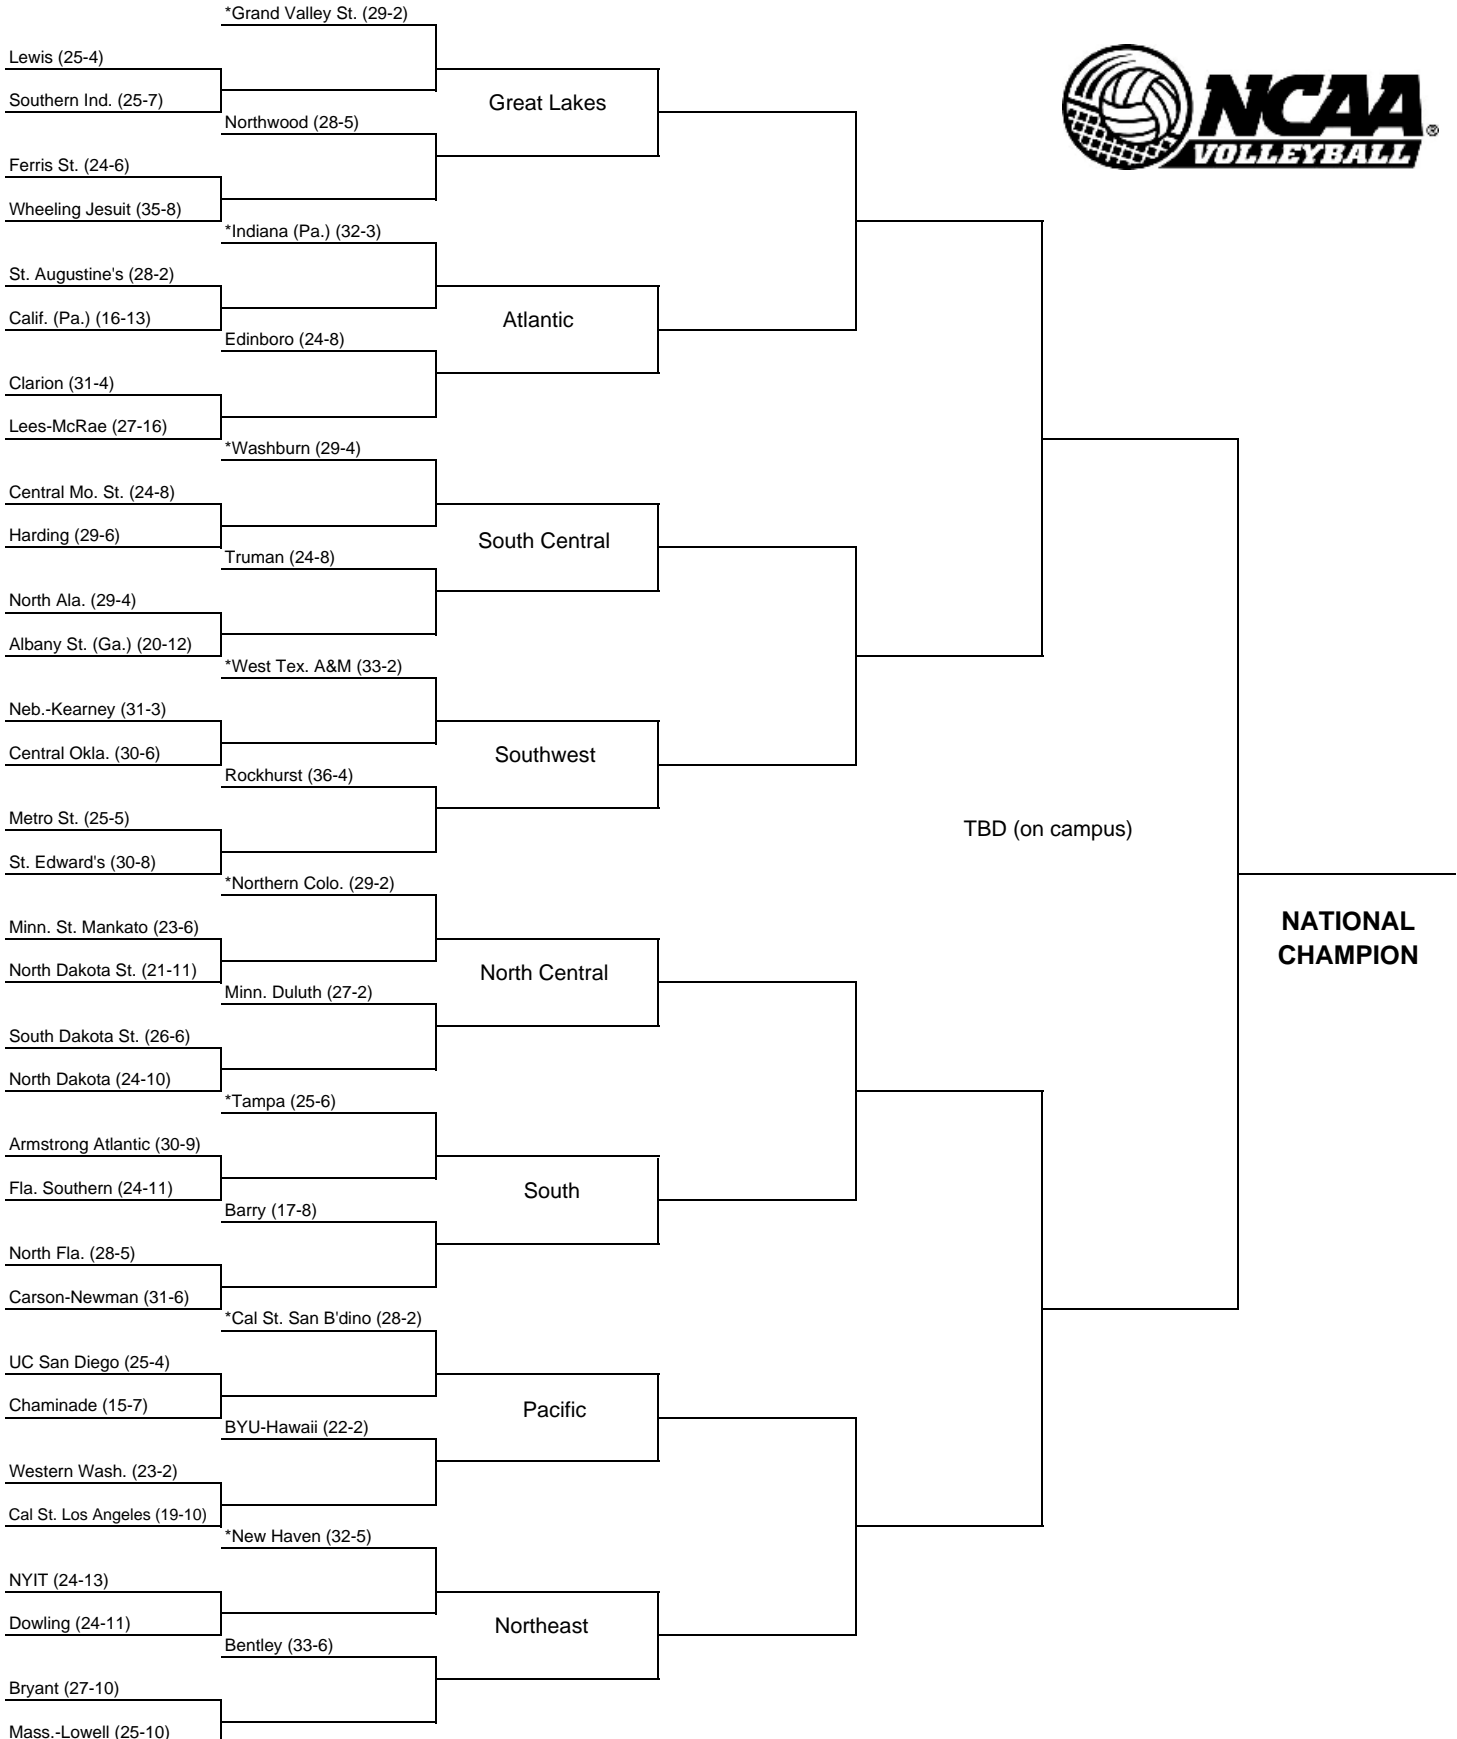 *Grand Valley St. (29-2)
Lewis (25-4)
Southern Ind. (25-7)
Great Lakes
Northwood (28-5)
Ferris St. (24-6)
Wheeling Jesuit (35-8)
*Indiana (Pa.) (32-3)
St. Augustine's (28-2)
Calif. (Pa.) (16-13)
Atlantic
Edinboro (24-8)
Clarion (31-4)
Lees-McRae (27-16)
*Washburn (29-4)
Central Mo. St. (24-8)
Harding (29-6)
South Central
Truman (24-8)
North Ala. (29-4)
Albany St. (Ga.) (20-12)
*West Tex. A&M (33-2)
Neb.-Kearney (31-3)
Central Okla. (30-6)
Southwest
Rockhurst (36-4)
Metro St. (25-5)
St. Edward's (30-8)
*Northern Colo. (29-2)
Minn. St. Mankato (23-6)
North Dakota St. (21-11)
North Central
Minn. Duluth (27-2)
South Dakota St. (26-6)
North Dakota (24-10)
*Tampa (25-6)
Armstrong Atlantic (30-9)
Fla. Southern (24-11)
South
Barry (17-8)
North Fla. (28-5)
Carson-Newman (31-6)
*Cal St. San B'dino (28-2)
UC San Diego (25-4)
Chaminade (15-7)
Pacific
BYU-Hawaii (22-2)
Western Wash. (23-2)
Cal St. Los Angeles (19-10)
*New Haven (32-5)
NYIT (24-13)
Dowling (24-11)
Northeast
Bentley (33-6)
Bryant (27-10)
Mass.-Lowell (25-10)
NCAA®
VOLLEYBALL
TBD (on campus)
NATIONAL
CHAMPION